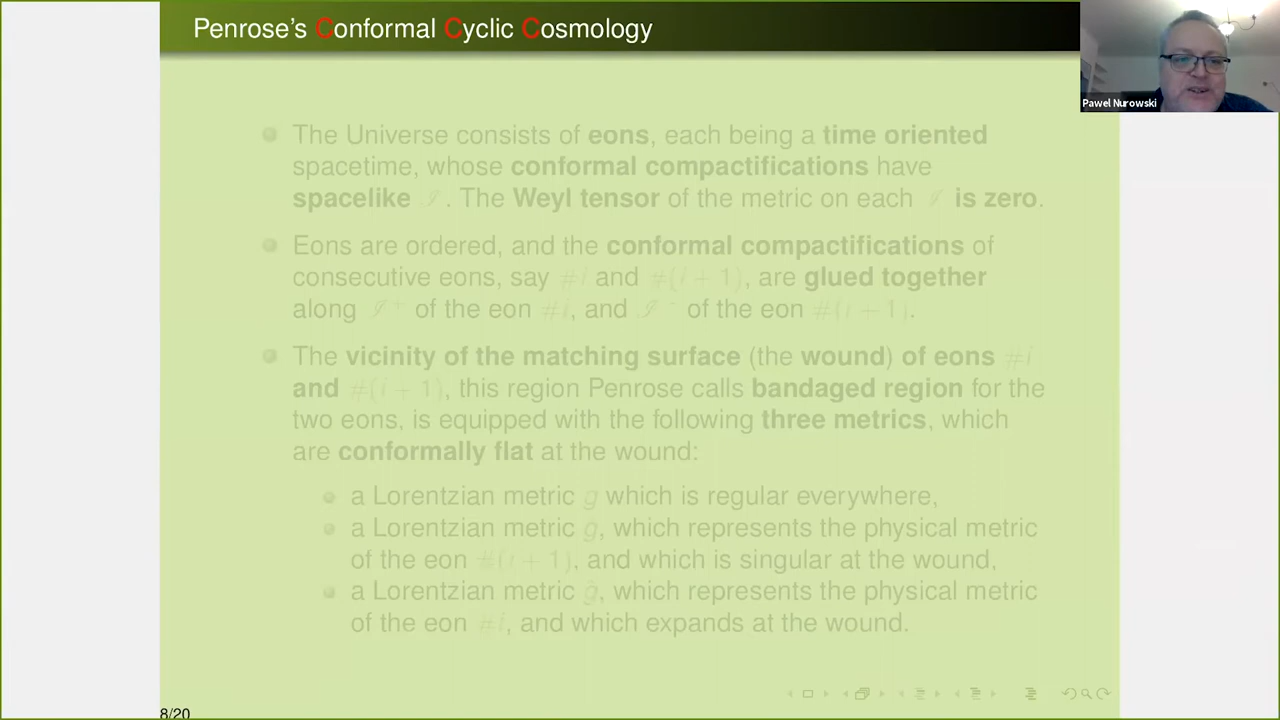 Penrose's Conformal Cyclic Cosmology
Pawel Nurowski
The Universe consists of eons, each being a time oriented
spacetime, whose conformal compactifications have
spacelike ℐ. The Weyl tensor of the metric on each ℐ is zero.
Eons are ordered, and the conformal compactifications of
consecutive eons, say #i and #(i + 1), are glued together
along ℐ⁺ of the eon #i, and ℐ⁻ of the eon #(i + 1).
The vicinity of the matching surface (the wound) of eons #i
and #(i + 1), this region Penrose calls bandaged region for the
two eons, is equipped with the following three metrics, which
are conformally flat at the wound:
a Lorentzian metric g which is regular everywhere,
a Lorentzian metric, which represents the physical metric
of the eon #(i + 1), and which is singular at the wound,
a Lorentzian metric, which represents the physical metric
of the eon #i, and which expands at the wound.
8/20